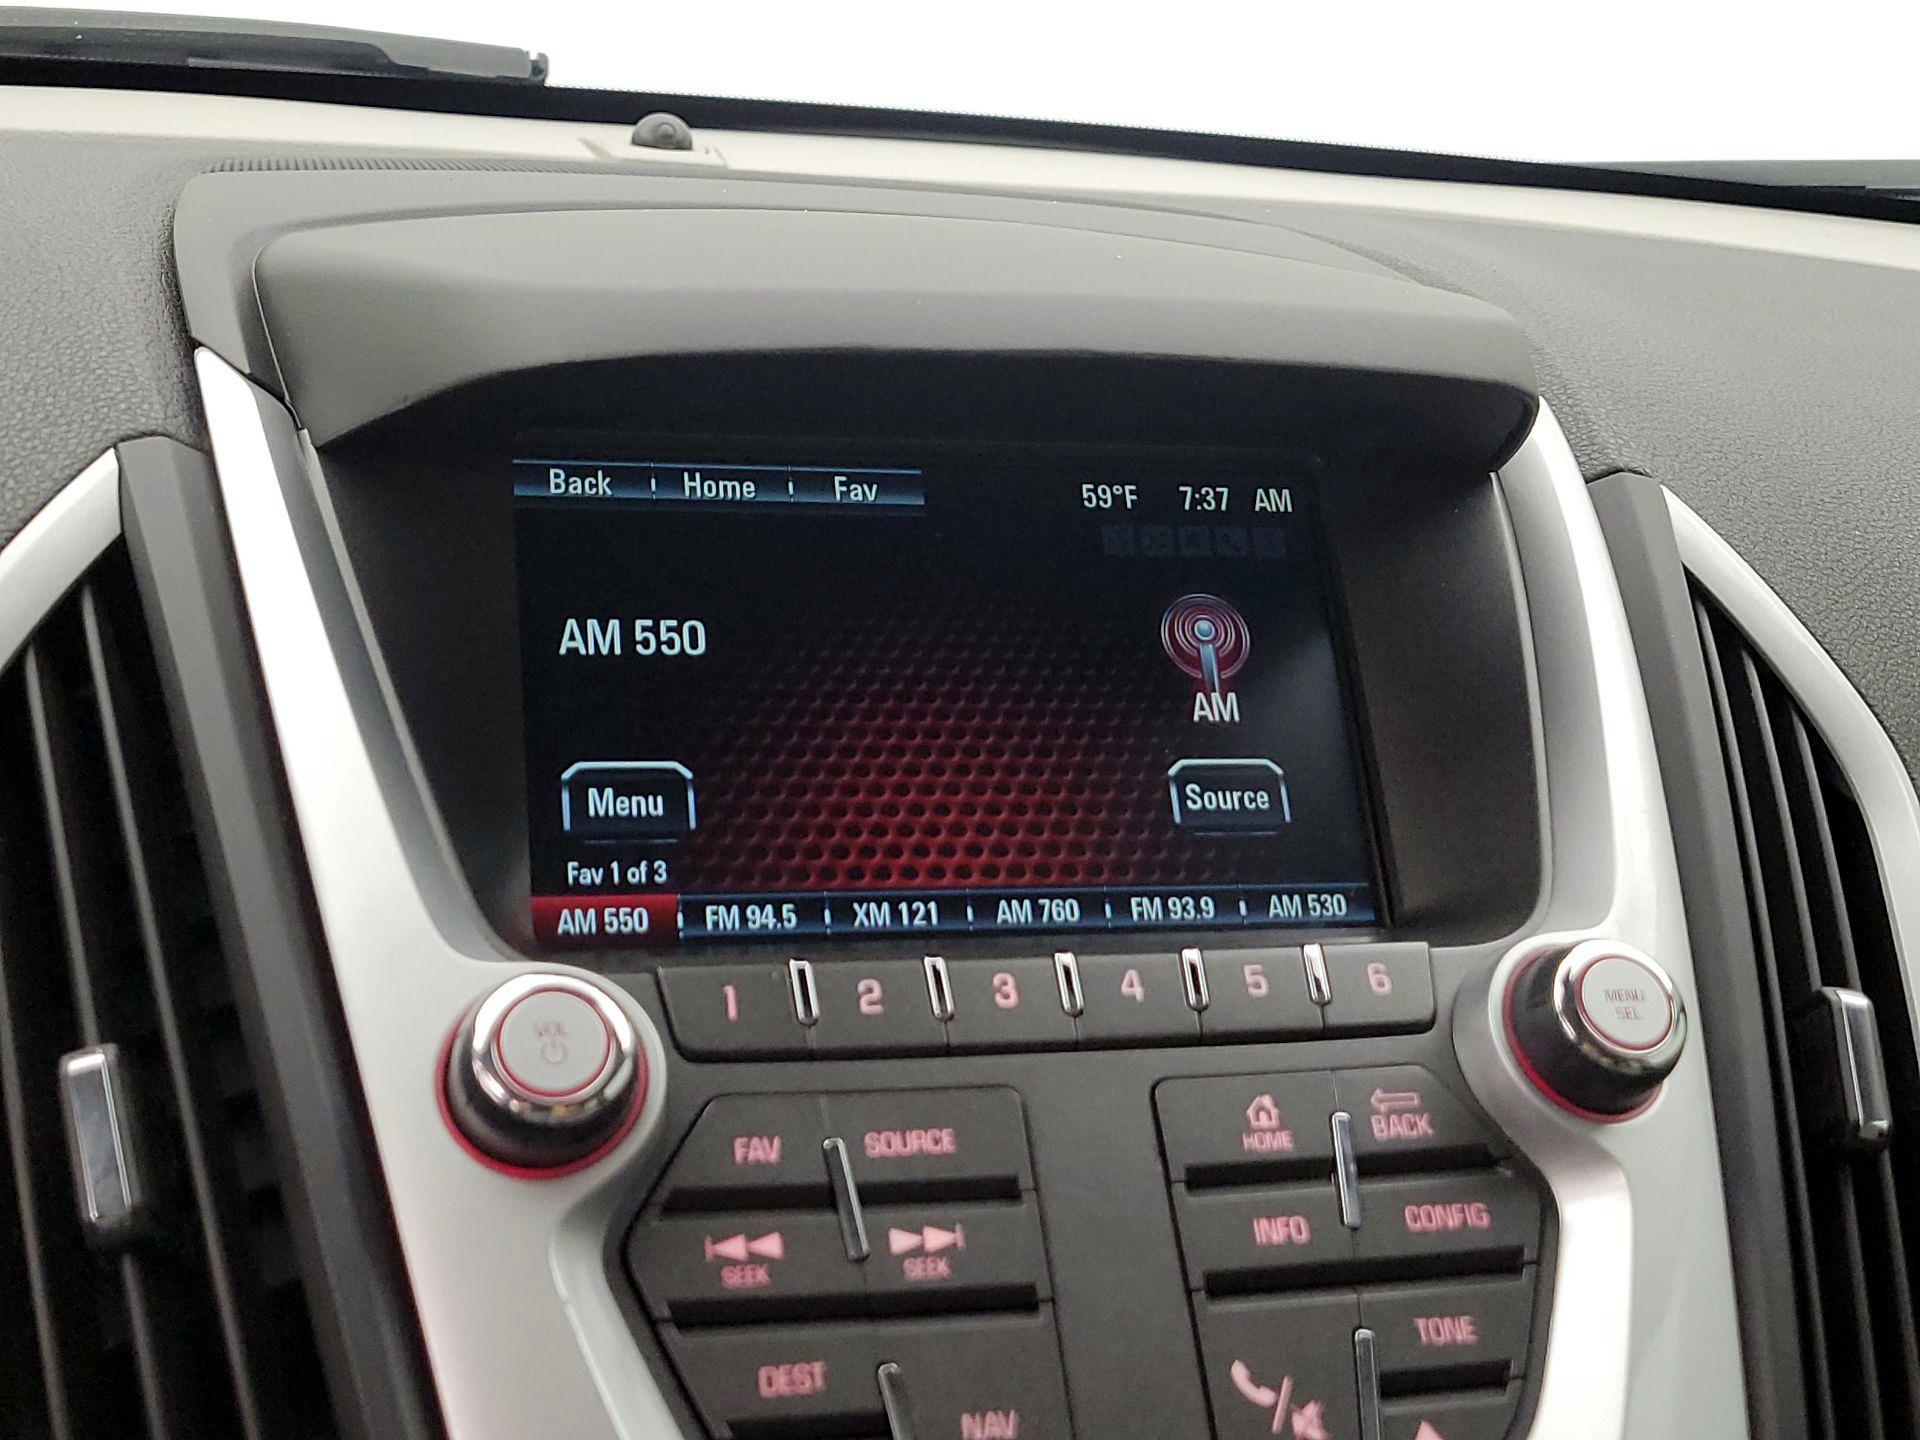 Back Home Fav 59°F 7:37 AM
AM 550
AM
Menu Source
Fav 1 of 3
AM 550 FM 94.5 XM 121 AM 760 FM 93.9 AM 530
1 2 3 4 5 6
VOL
MENU
SEL
FAV SOURCE
HOME BACK
SEEK SEEK
INFO CONFIG
DEST NAV
TONE